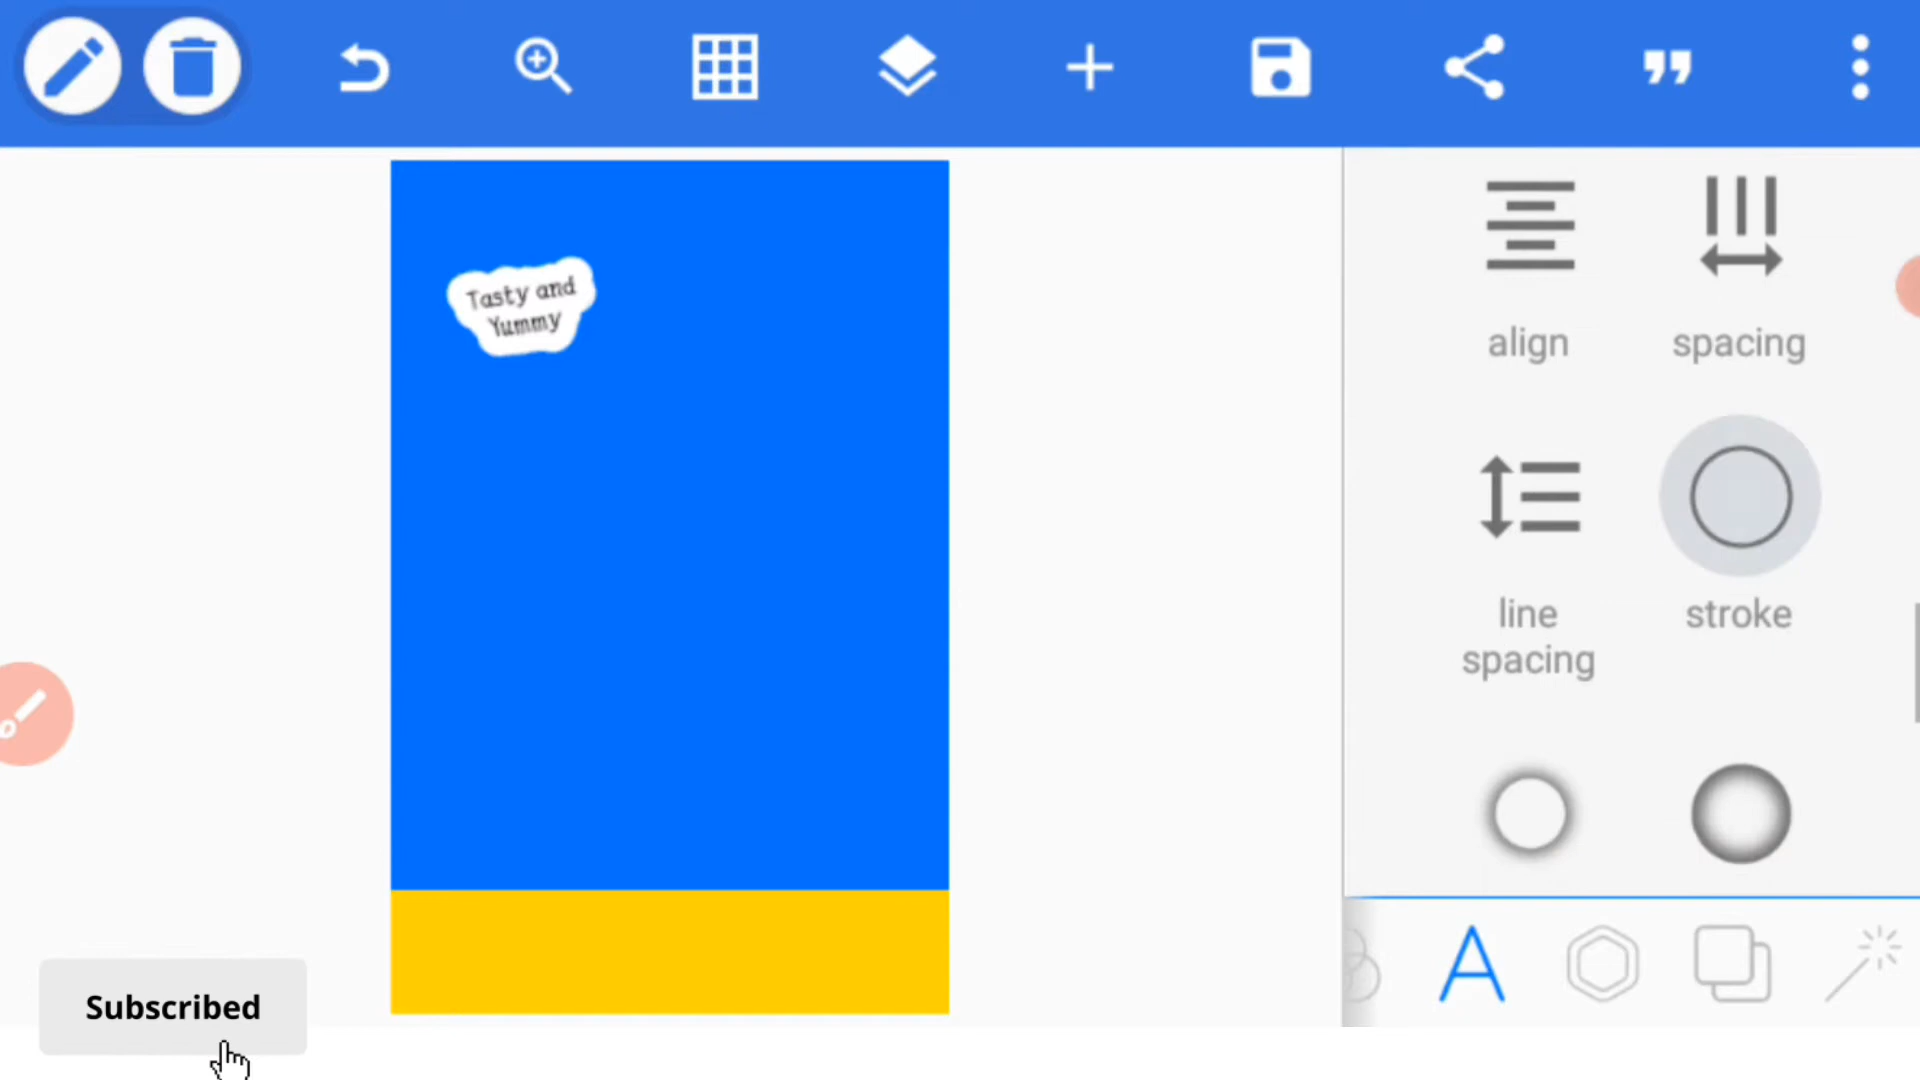 Tasty and
Yummy
align
spacing
line
spacing
stroke
Subscribed